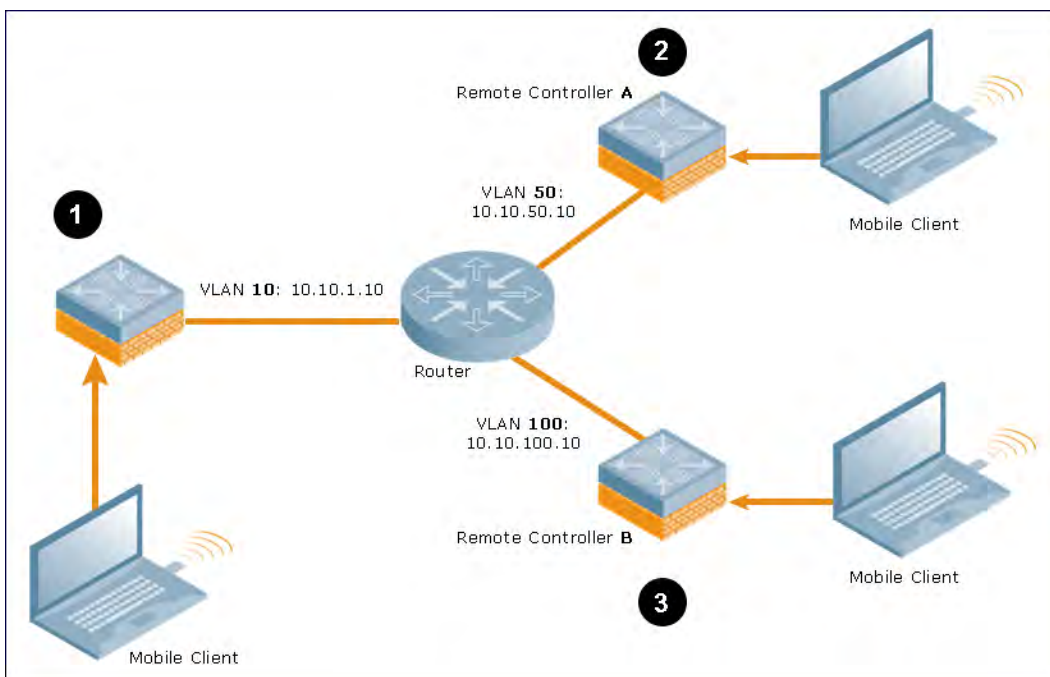 2
Remote Controller A
VLAN 50:
10.10.50.10
Mobile Client
1
VLAN 10: 10.10.1.10
Router
VLAN 100:
10.10.100.10
Remote Controller B
Mobile Client
3
Mobile Client